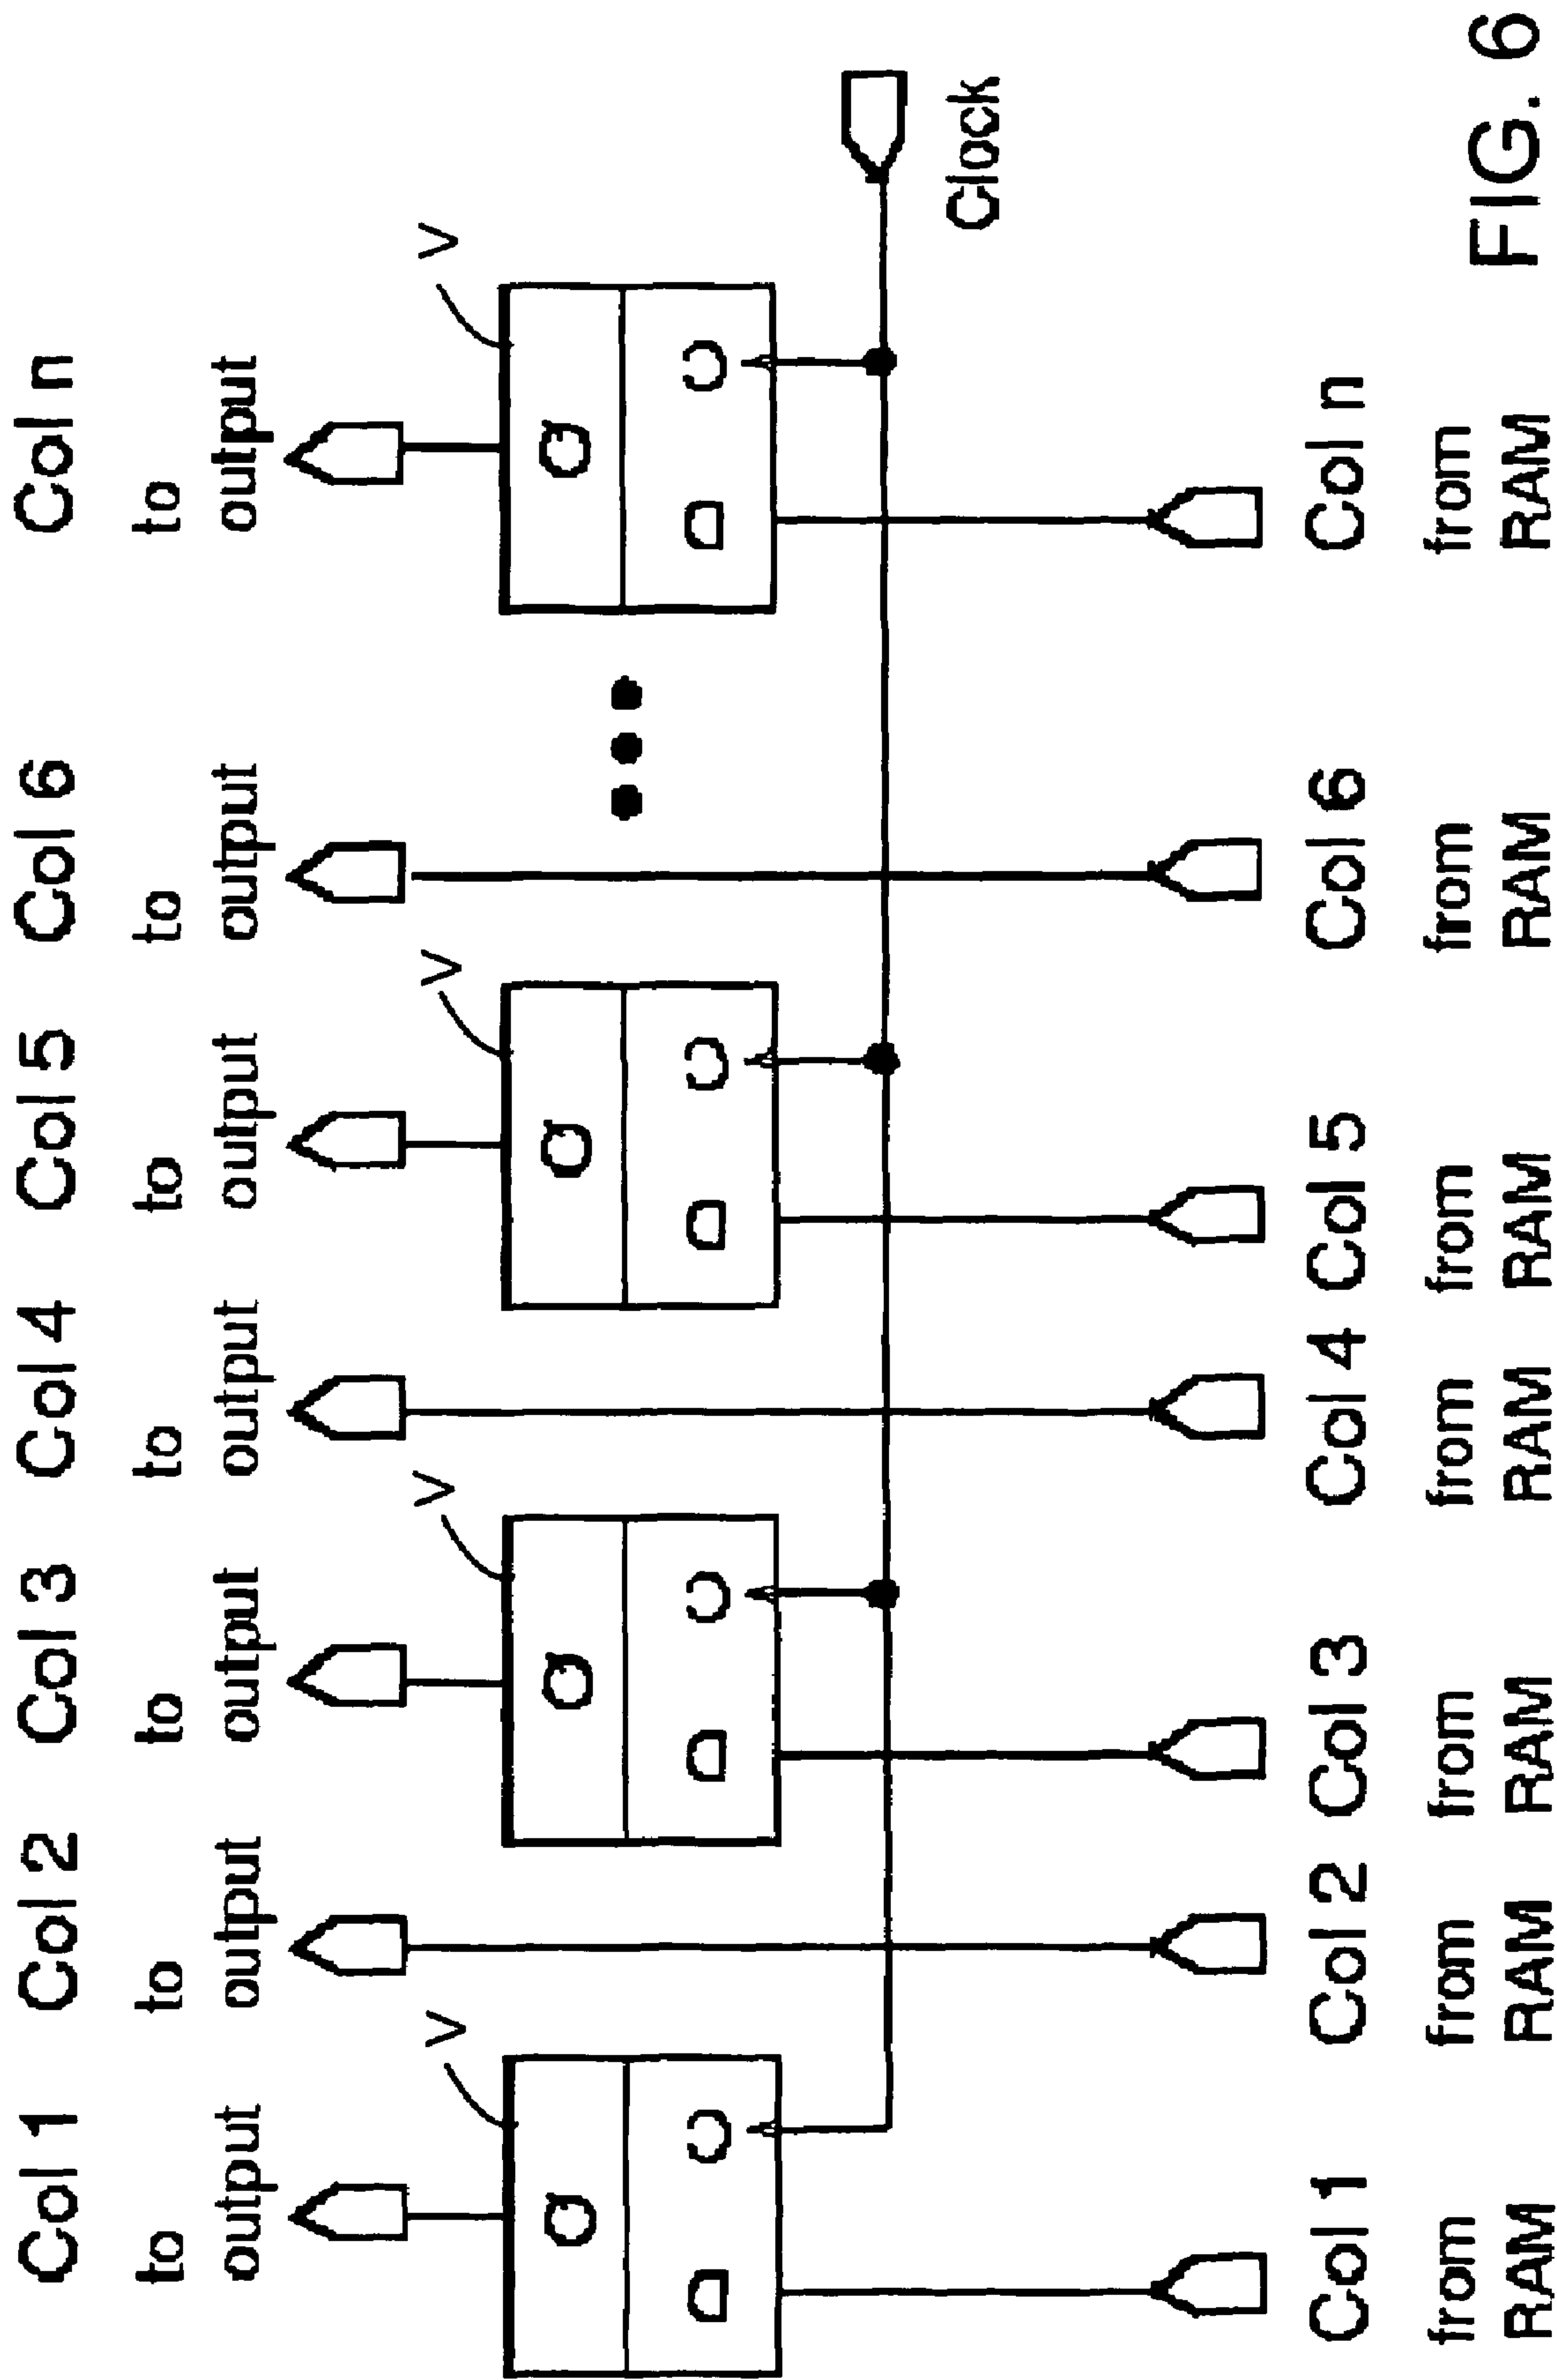 Col 1 Col 2 Col 3 Col 4 Col 5 Col 6 Col n
to to to to to to to
output output output output output output output
V V V V V
Q Q Q Q
D C D C D C D C
Clock
Col 1 Col 2 Col 3 Col 4 Col 5 Col 6 Col n
from from from from from from from
RAM RAM RAM RAM RAM RAM RAM
FIG. 6